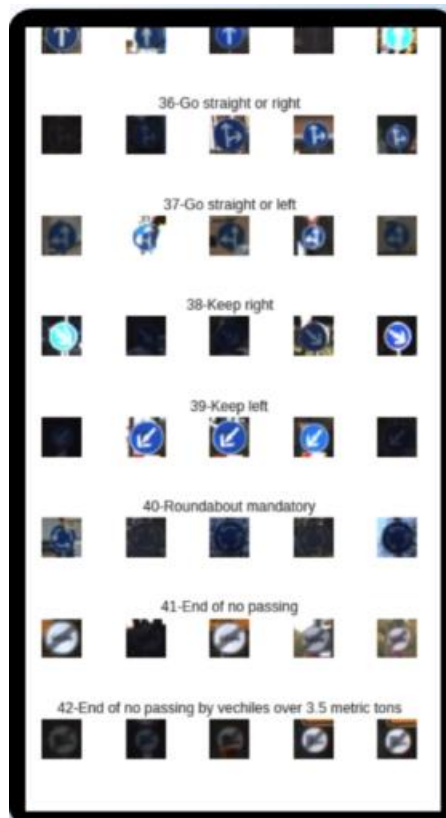 36-Go straight or right
37-Go straight or left
38-Keep right
39-Keep left
40-Roundabout mandatory
41-End of no passing
42-End of no passing by vechiles over 3.5 metric tons